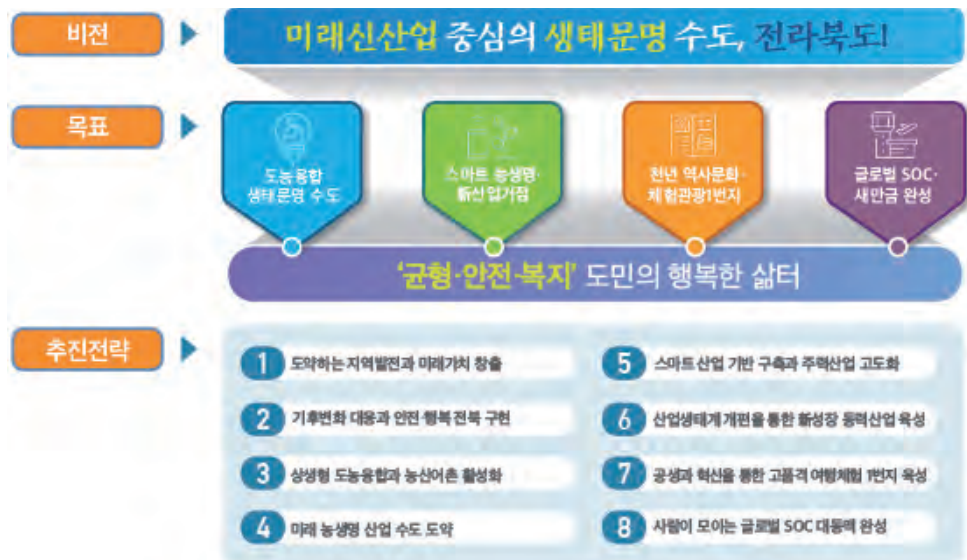 비전
미래신산업 중심의 생태문명 수도, 전라북도!
목표
도농융합
생태문명 수도
스마트 농생명·
新산업거점
천년 역사문화·
체험관광1번지
글로벌 SOC·
새만금 완성
'균형·안전·복지' 도민의 행복한 삶터
추진전략
1 도약하는 지역발전과 미래가치 창출
2 기후변화 대응과 안전·행복 전북 구현
3 상생형 도농융합과 농산어촌 활성화
4 미래 농생명 산업 수도 도약
5 스마트 산업 기반 구축과 주력산업 고도화
6 산업생태계 개편을 통한 新성장 동력산업 육성
7 공생과 혁신을 통한 고품격 여행체험 1번지 육성
8 사람이 모이는 글로벌 SOC 대동맥 완성